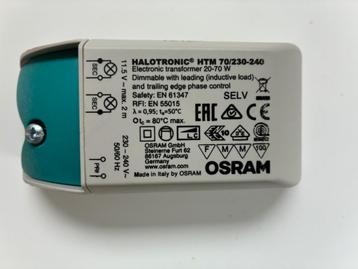 HALOTRONIC® HTM 70/230-240
Electronic transformer 20-70 W
Dimmable with leading (inductive load)
and trailing edge phase control
Safety: EN 61347
RFI: EN 55015
λ = 0,95; ta=50°C
tc = 80°C max.
SELV
EAC
CE
OSRAM GmbH
Steinerne Furt 62
86167 Augsburg
Germany
www.osram.com
Made in Italy by OSRAM
F M M 100
OSRAM
SEC
SEC
11.5 V~ max. 2 m
PRI
230 - 240 V~
50/60 Hz